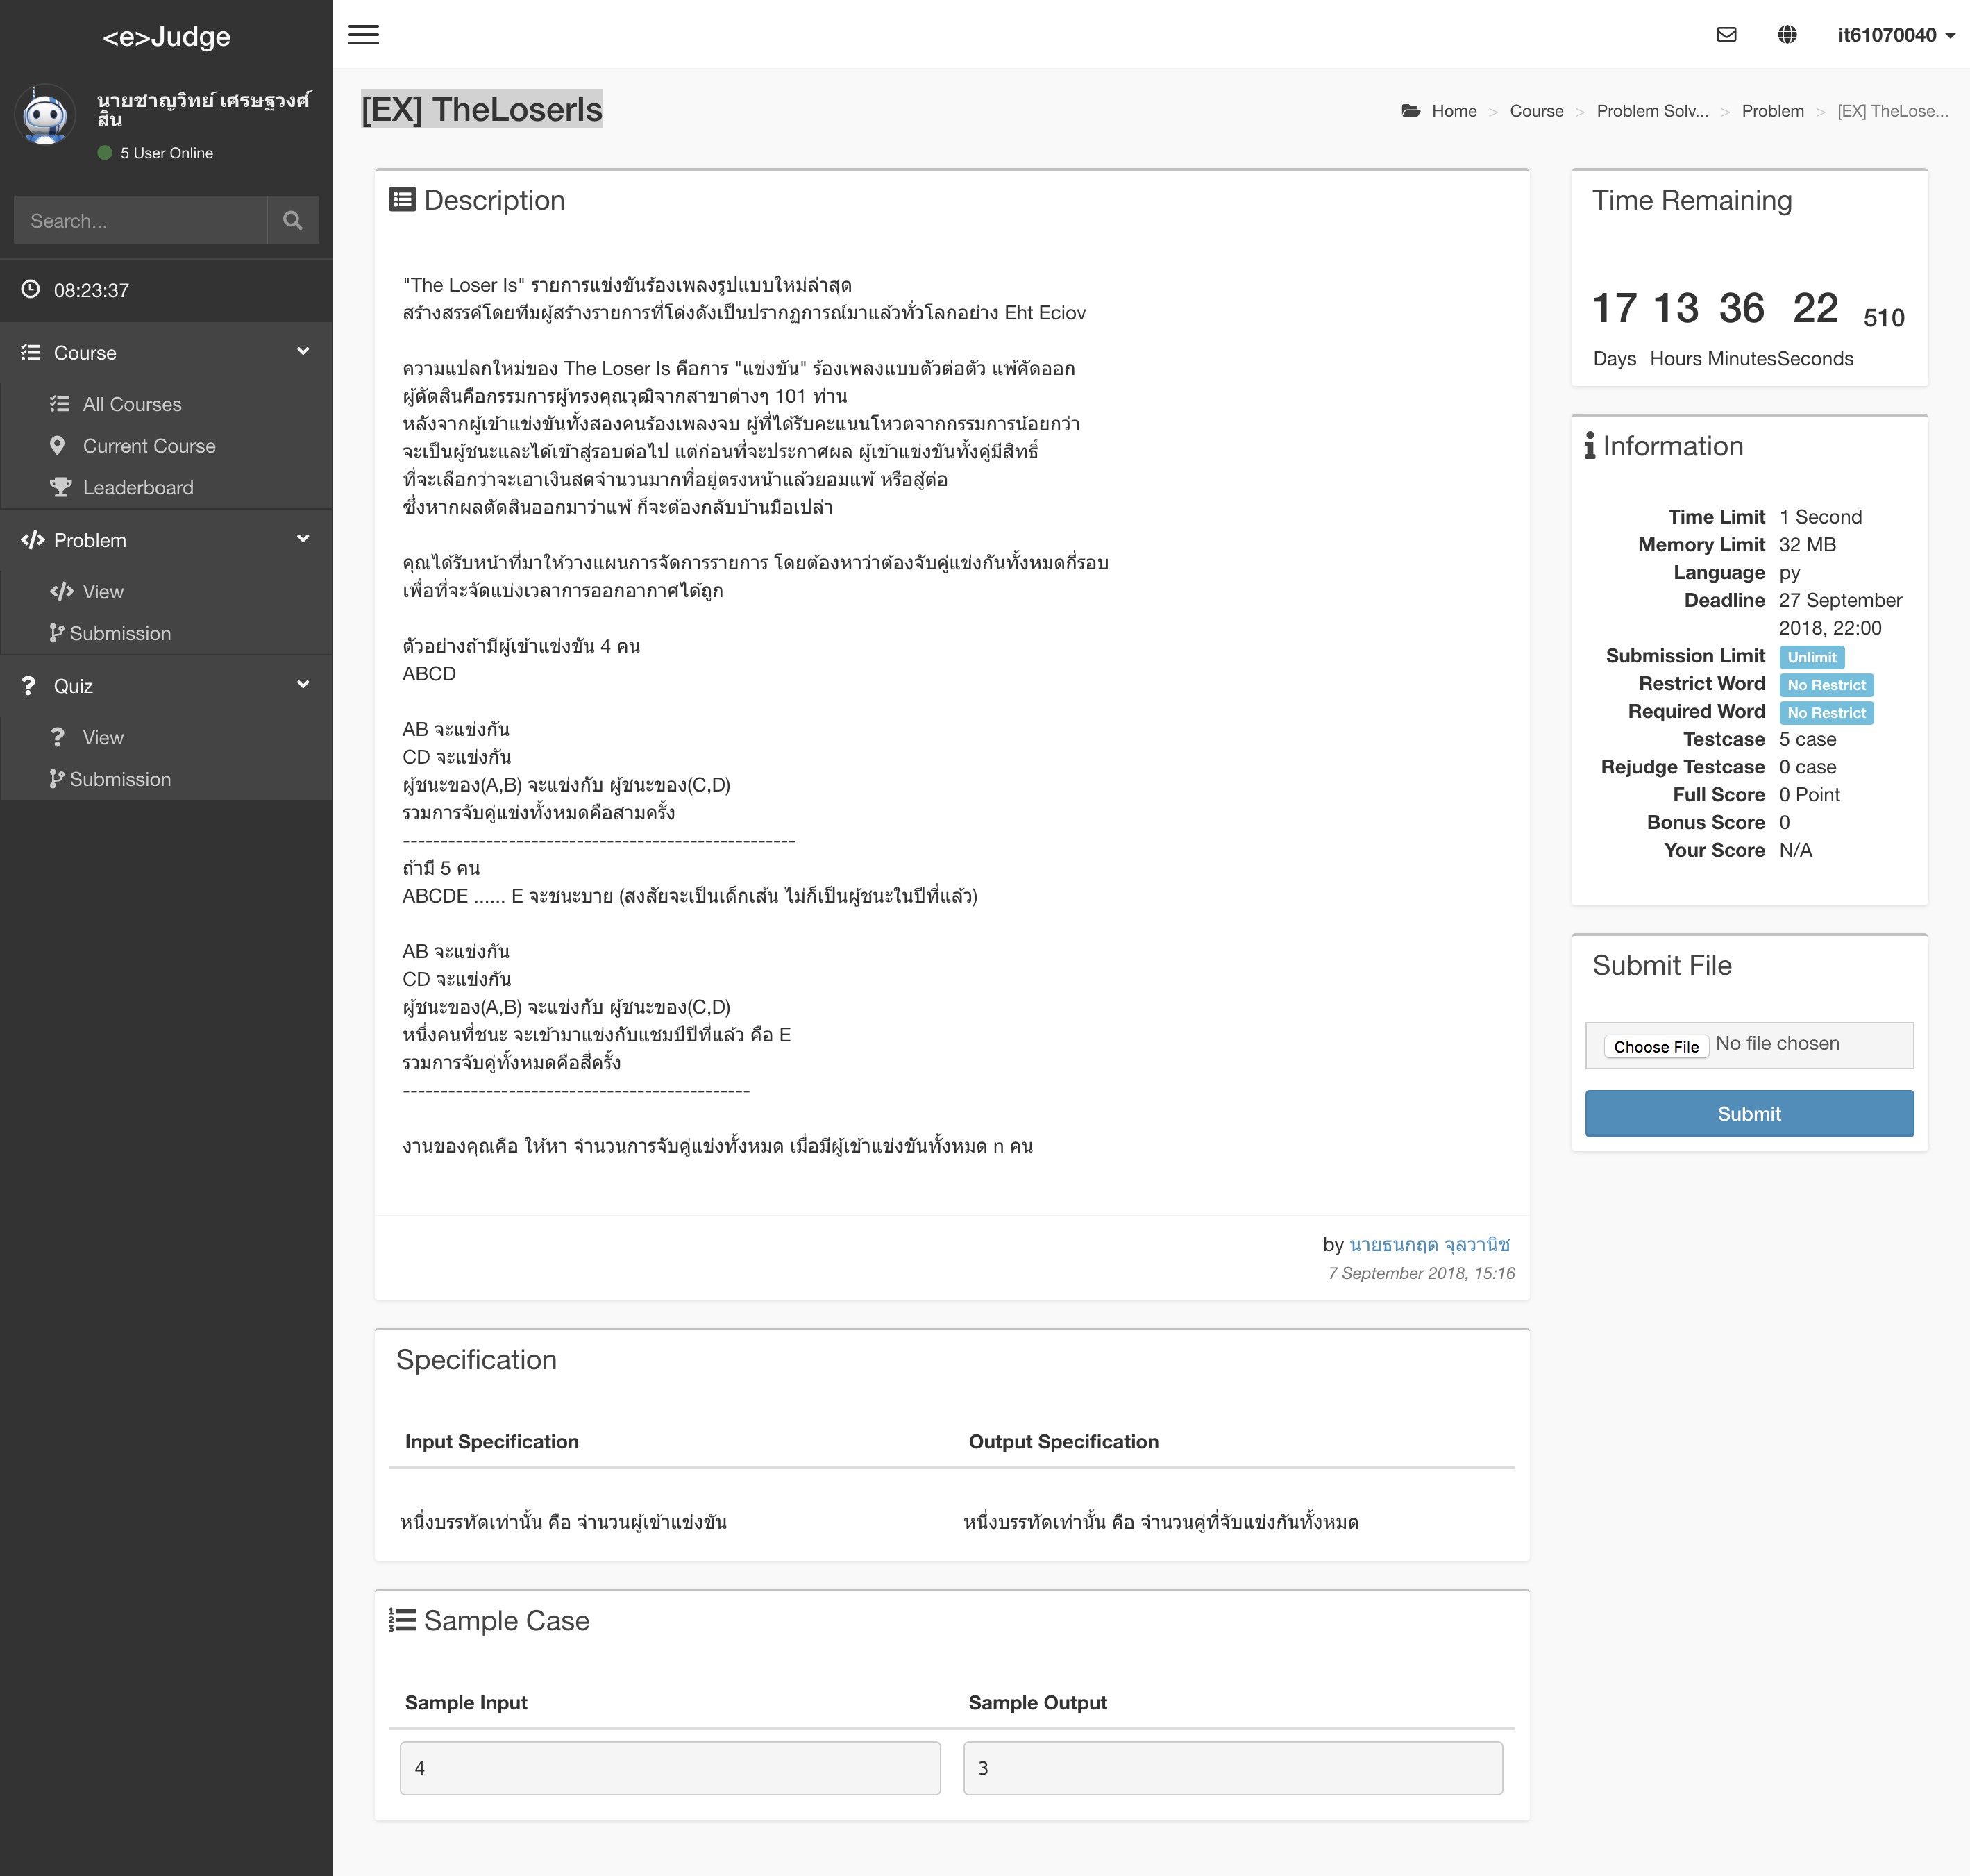 <e>Judge
นายชาญวิทย์ เศรษฐวงศ์
สิน
5 User Online
Search...
08:23:37
Course
All Courses
Current Course
Leaderboard
Problem
View
Submission
Quiz
View
Submission
it61070040
[EX] TheLoserIs
Home > Course > Problem Solv... > Problem > [EX] TheLose...
Description
"The Loser Is" รายการแข่งขันร้องเพลงรูปแบบใหม่ล่าสุด
สร้างสรรค์โดยทีมผู้สร้างรายการที่โด่งดังเป็นปรากฏการณ์มาแล้วทั่วโลกอย่าง Eht Eciov
ความแปลกใหม่ของ The Loser Is คือการ "แข่งขัน" ร้องเพลงแบบตัวต่อตัว แพ้คัดออก
ผู้ตัดสินคือกรรมการผู้ทรงคุณวุฒิจากสาขาต่างๆ 101 ท่าน
หลังจากผู้เข้าแข่งขันทั้งสองคนร้องเพลงจบ ผู้ที่ได้รับคะแนนโหวตจากกรรมการน้อยกว่า
จะเป็นผู้ชนะและได้เข้าสู่รอบต่อไป แต่ก่อนที่จะประกาศผล ผู้เข้าแข่งขันทั้งคู่มีสิทธิ์
ที่จะเลือกว่าจะเอาเงินสดจำนวนมากที่อยู่ตรงหน้าแล้วยอมแพ้ หรือสู้ต่อ
ซึ่งหากผลตัดสินออกมาว่าแพ้ ก็จะต้องกลับบ้านมือเปล่า
คุณได้รับหน้าที่มาให้วางแผนการจัดการรายการ โดยต้องหาว่าต้องจับคู่แข่งกันทั้งหมดกี่รอบ
เพื่อที่จะจัดแบ่งเวลาการออกอากาศได้ถูก
ตัวอย่างถ้ามีผู้เข้าแข่งขัน 4 คน
ABCD
AB จะแข่งกัน
CD จะแข่งกัน
ผู้ชนะของ(A,B) จะแข่งกับ ผู้ชนะของ(C,D)
รวมการจับคู่แข่งทั้งหมดคือสามครั้ง
----------------------------------------------------
ถ้ามี 5 คน
ABCDE ...... E จะชนะบาย (สงสัยจะเป็นเด็กเส้น ไม่ก็เป็นผู้ชนะในปีที่แล้ว)
AB จะแข่งกัน
CD จะแข่งกัน
ผู้ชนะของ(A,B) จะแข่งกับ ผู้ชนะของ(C,D)
หนึ่งคนที่ชนะ จะเข้ามาแข่งกับแชมป์ปีที่แล้ว คือ E
รวมการจับคู่ทั้งหมดคือสี่ครั้ง
----------------------------------------------
งานของคุณคือ ให้หา จำนวนการจับคู่แข่งทั้งหมด เมื่อมีผู้เข้าแข่งขันทั้งหมด n คน
by นายธนกฤต จุลวานิช
7 September 2018, 15:16
Specification
Input Specification
Output Specification
หนึ่งบรรทัดเท่านั้น คือ จำนวนผู้เข้าแข่งขัน
หนึ่งบรรทัดเท่านั้น คือ จำนวนคู่ที่จับแข่งกันทั้งหมด
Sample Case
Sample Input
Sample Output
4
3
Time Remaining
17 13 36 22 510
Days Hours Minutes Seconds
Information
Time Limit 1 Second
Memory Limit 32 MB
Language py
Deadline 27 September
2018, 22:00
Submission Limit Unlimit
Restrict Word No Restrict
Required Word No Restrict
Testcase 5 case
Rejudge Testcase 0 case
Full Score 0 Point
Bonus Score 0
Your Score N/A
Submit File
Choose File No file chosen
Submit